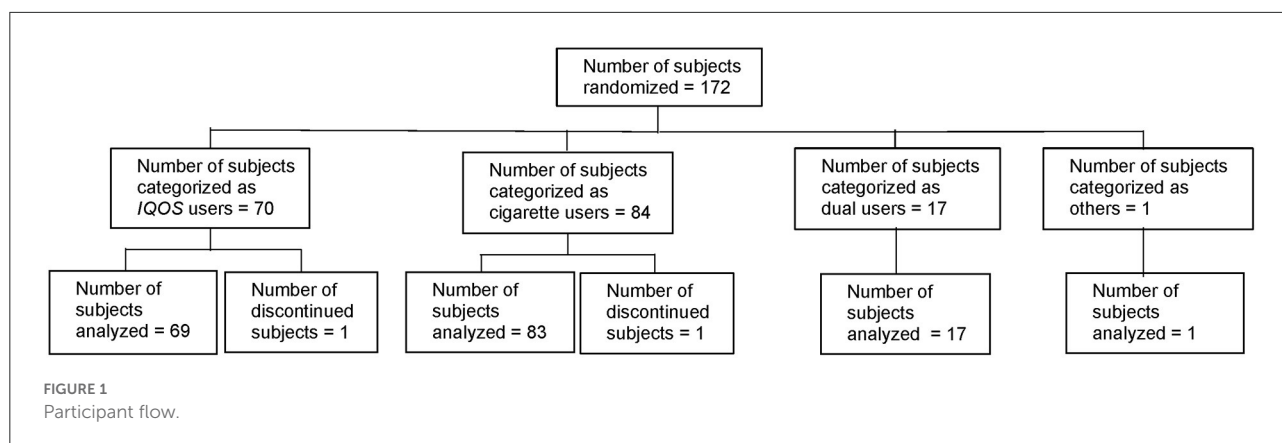 Number of subjects
randomized = 172
Number of subjects
categorized as
IQOS users = 70
Number of subjects
categorized as
cigarette users = 84
Number of subjects
categorized as
dual users = 17
Number of subjects
categorized as
others = 1
Number of
subjects
analyzed = 69
Number of
discontinued
subjects = 1
Number of
subjects
analyzed = 83
Number of
discontinued
subjects = 1
Number of
subjects
analyzed = 17
Number of
subjects
analyzed = 1
FIGURE 1
Participant flow.